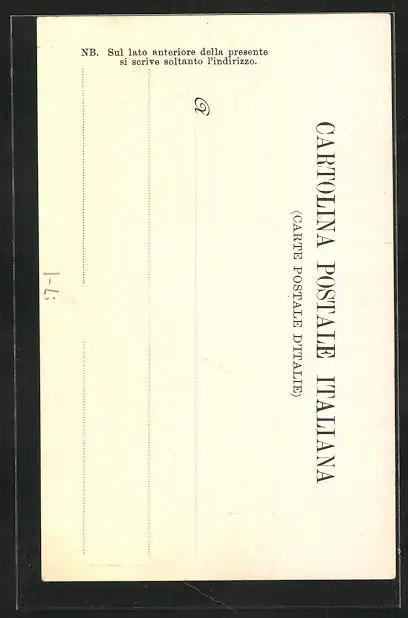 CARTOLINA POSTALE ITALIANA
(CARTE POSTALE D'ITALIE)
A
NB. Sul lato anteriore della presente
si scrive soltanto l'indirizzo.